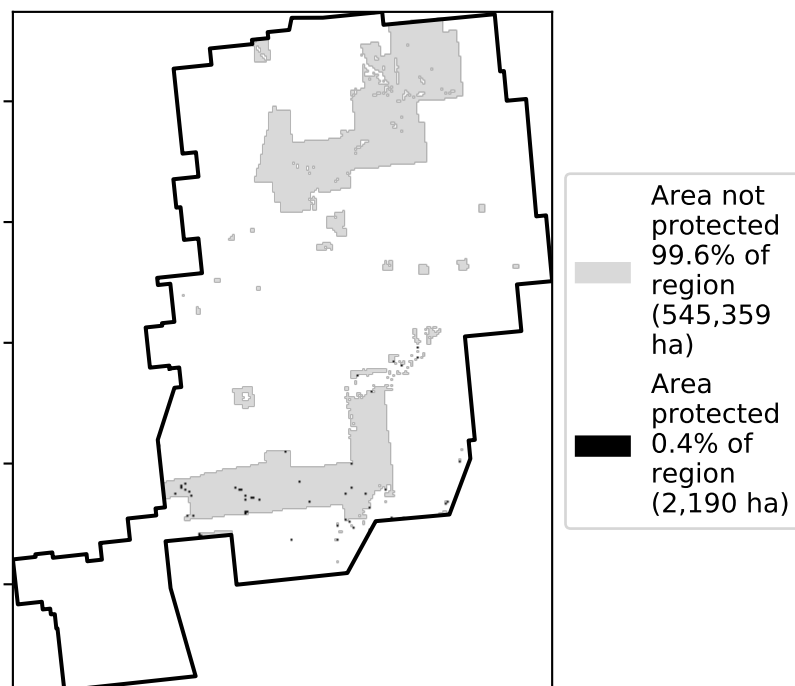 Area not
protected
99.6% of
region
(545,359
ha)
Area
protected
0.4% of
region
(2,190 ha)